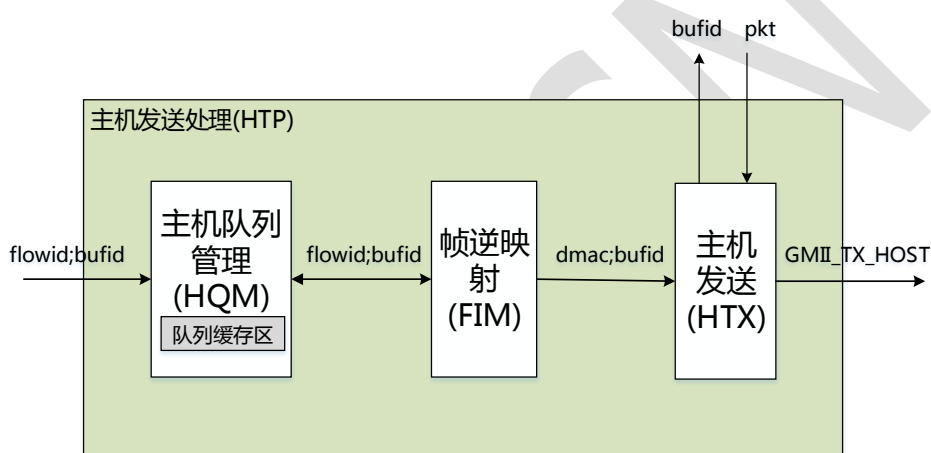 bufid pkt
主机发送处理(HTP)
flowid;bufid
主机队列
管理
(HQM)
队列缓存区
flowid;bufid
帧逆映
射
(FIM)
dmac;bufid
主机
发送
(HTX)
GMII_TX_HOST